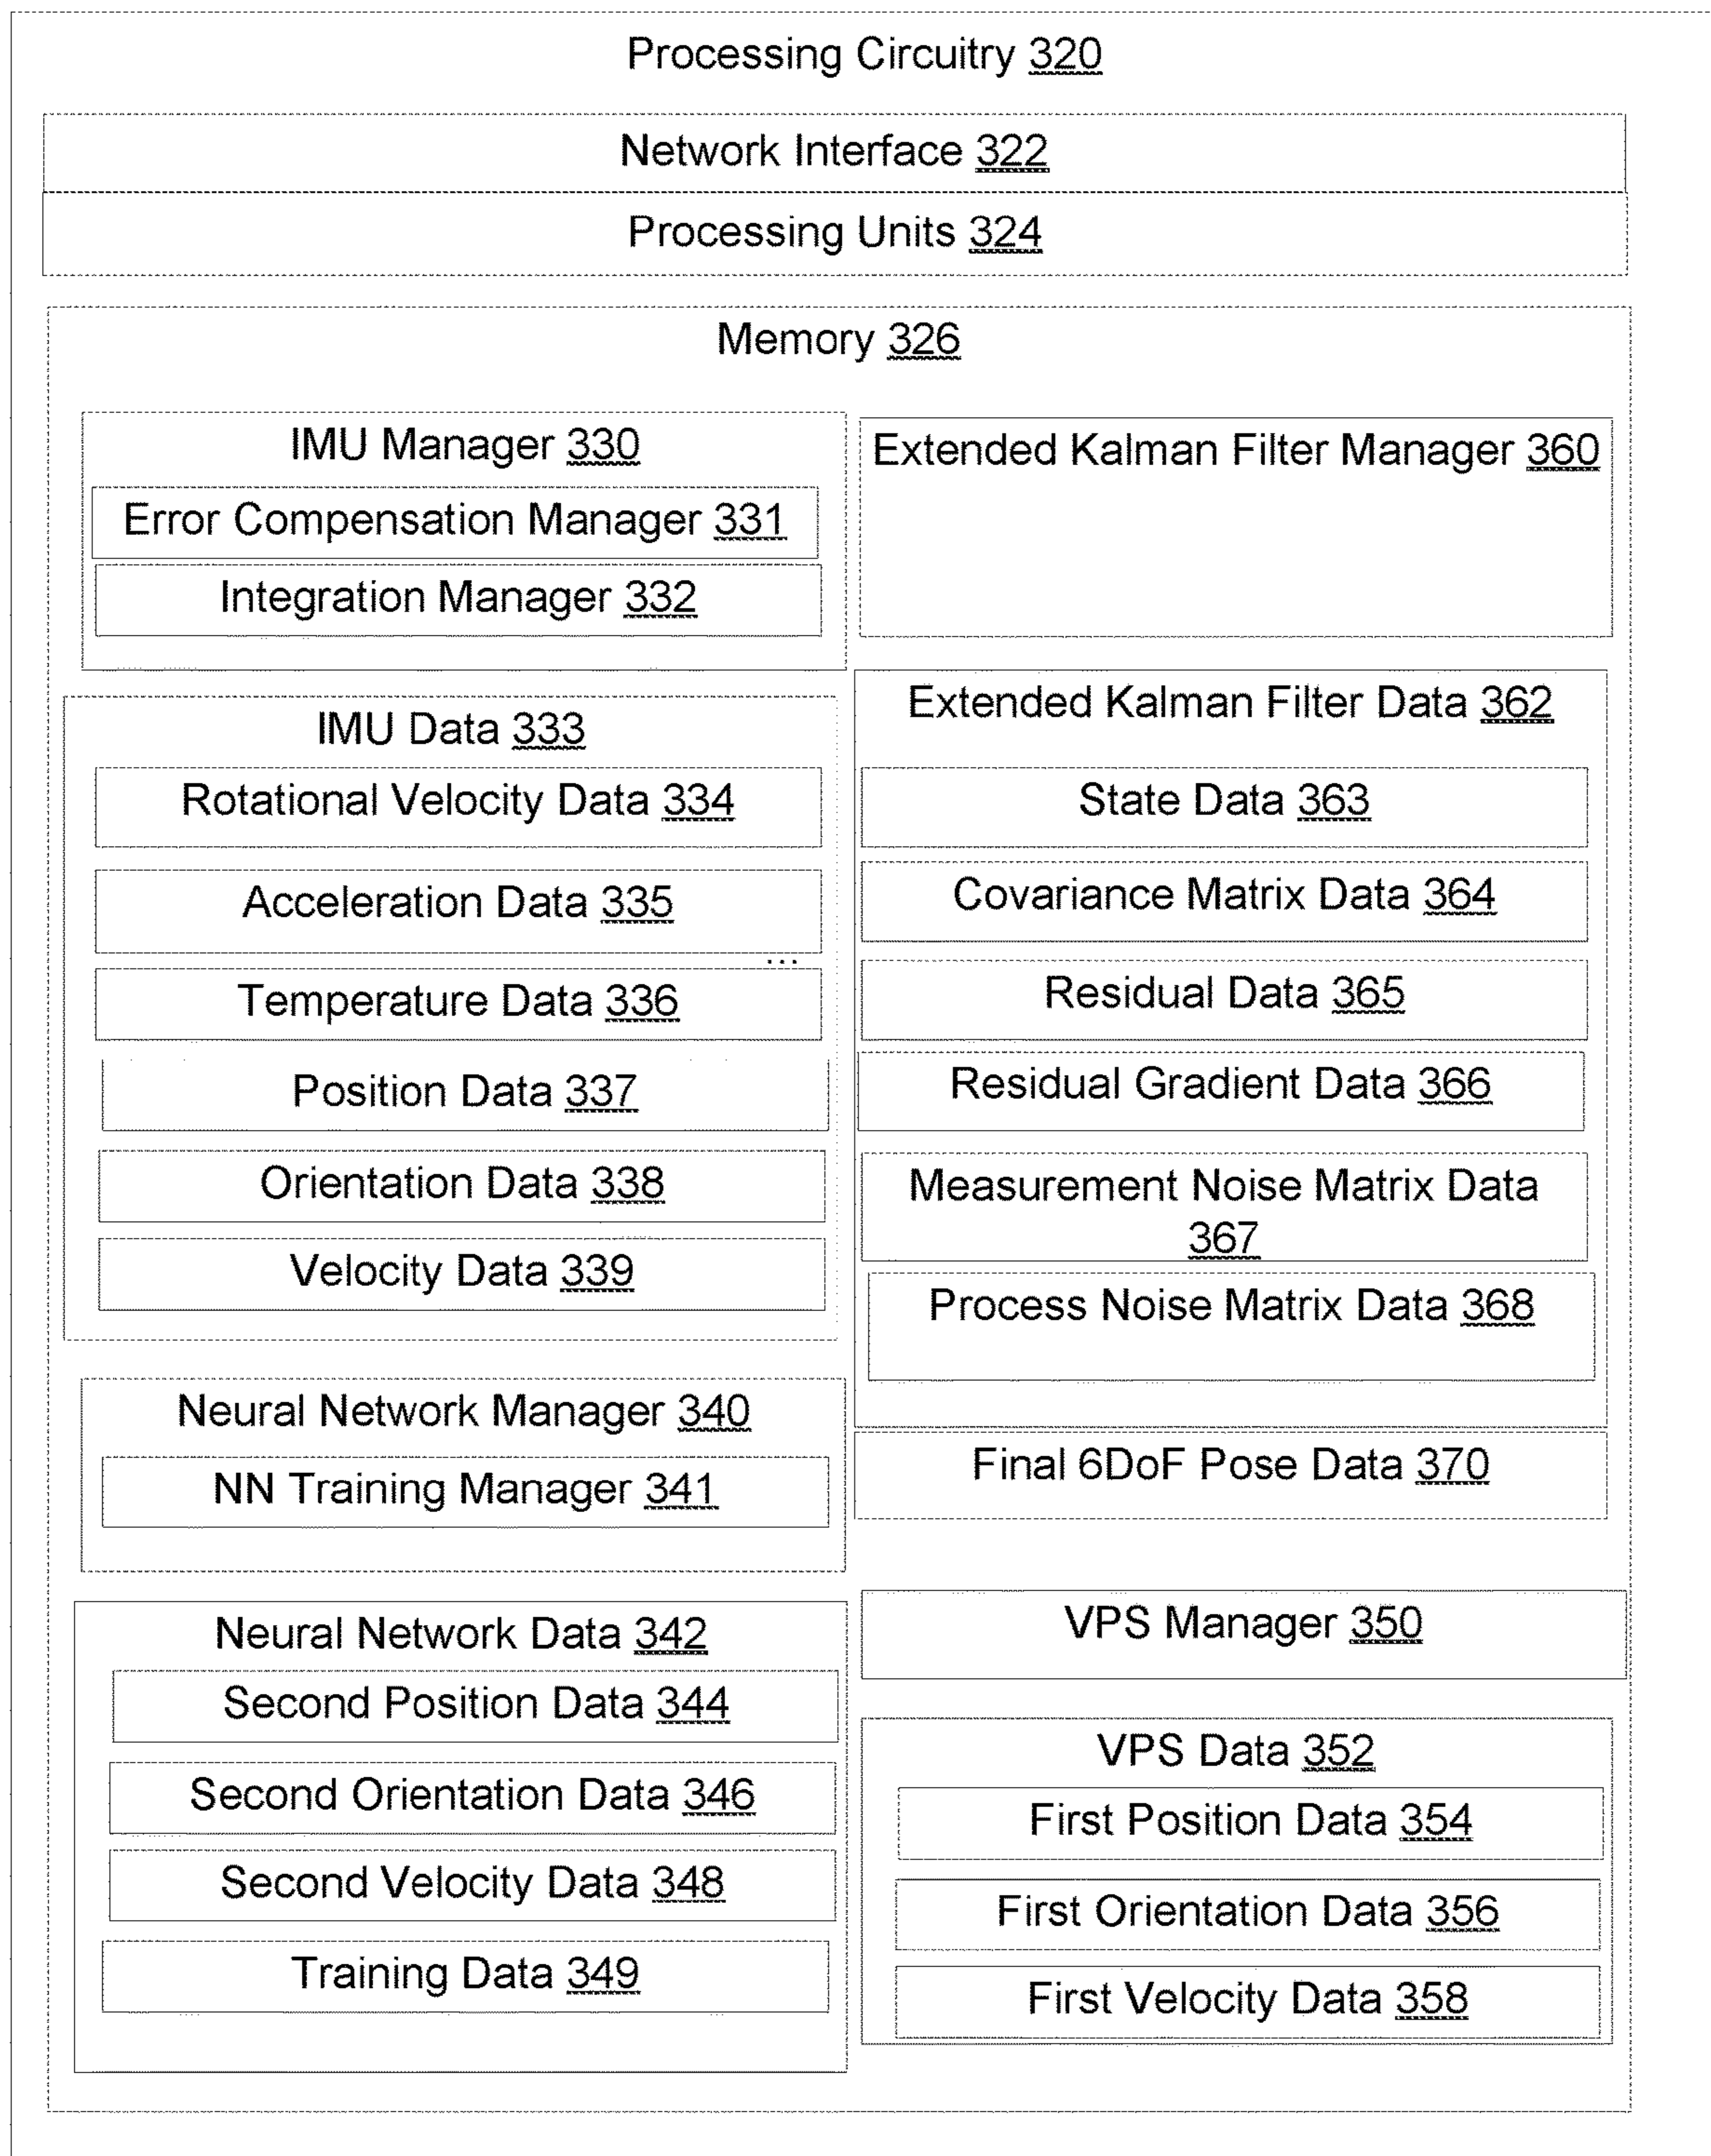 Processing Circuitry 320
Network Interface 322
Processing Units 324
Memory 326
IMU Manager 330
Error Compensation Manager 331
Integration Manager 332
IMU Data 333
Rotational Velocity Data 334
Acceleration Data 335
...
Temperature Data 336
Position Data 337
Orientation Data 338
Velocity Data 339
Neural Network Manager 340
NN Training Manager 341
Neural Network Data 342
Second Position Data 344
Second Orientation Data 346
Second Velocity Data 348
Training Data 349
Extended Kalman Filter Manager 360
Extended Kalman Filter Data 362
State Data 363
Covariance Matrix Data 364
Residual Data 365
Residual Gradient Data 366
Measurement Noise Matrix Data
367
Process Noise Matrix Data 368
Final 6DoF Pose Data 370
VPS Manager 350
VPS Data 352
First Position Data 354
First Orientation Data 356
First Velocity Data 358